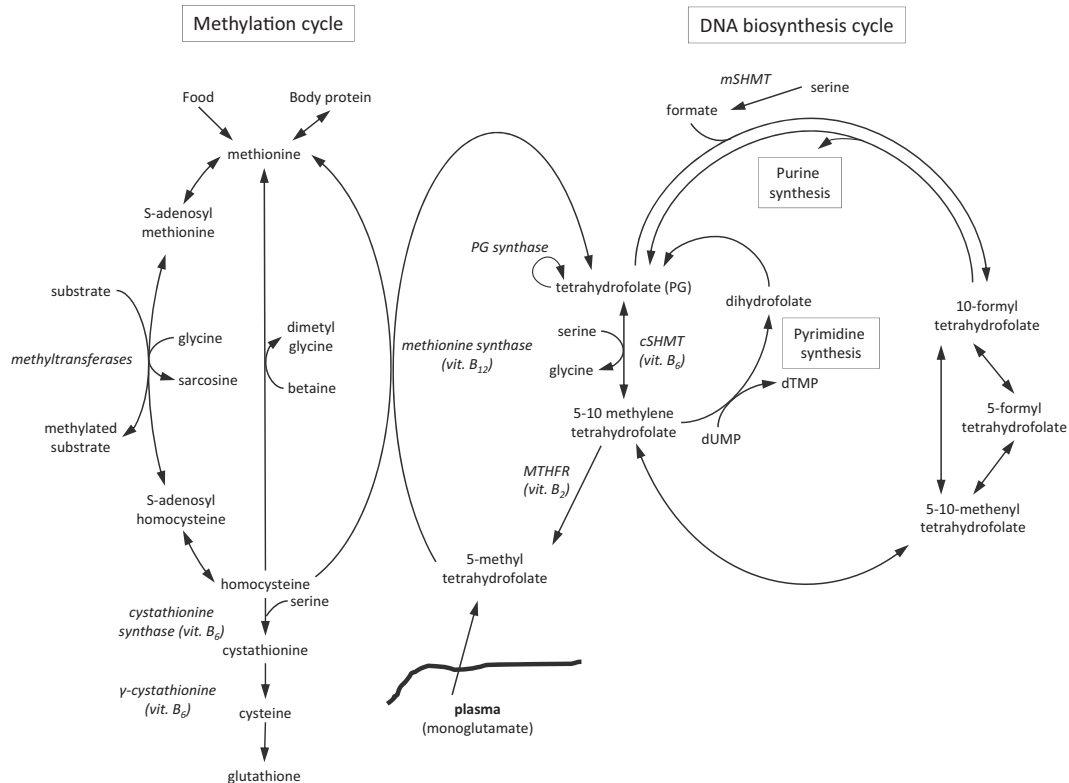 Methylation cycle
DNA biosynthesis cycle
Food
Body protein
methionine
S-adenosyl
methionine
substrate
glycine
methyltransferases
sarcosine
methylated
substrate
dimetyl
glycine
betaine
S-adenosyl
homocysteine
homocysteine
serine
cystathionine
synthase (vit. B6)
cystathionine
γ-cystathionine
(vit. B6)
cysteine
glutathione
methionine synthase
(vit. B12)
5-methyl
tetrahydrofolate
plasma
(monoglutamate)
mSHMT
serine
formate
Purine
synthesis
PG synthase
tetrahydrofolate (PG)
dihydrofolate
serine
glycine
cSHMT
(vit. B6)
Pyrimidine
synthesis
dTMP
dUMP
5-10 methylene
tetrahydrofolate
MTHFR
(vit. B2)
10-formyl
tetrahydrofolate
5-formyl
tetrahydrofolate
5-10-methenyl
tetrahydrofolate